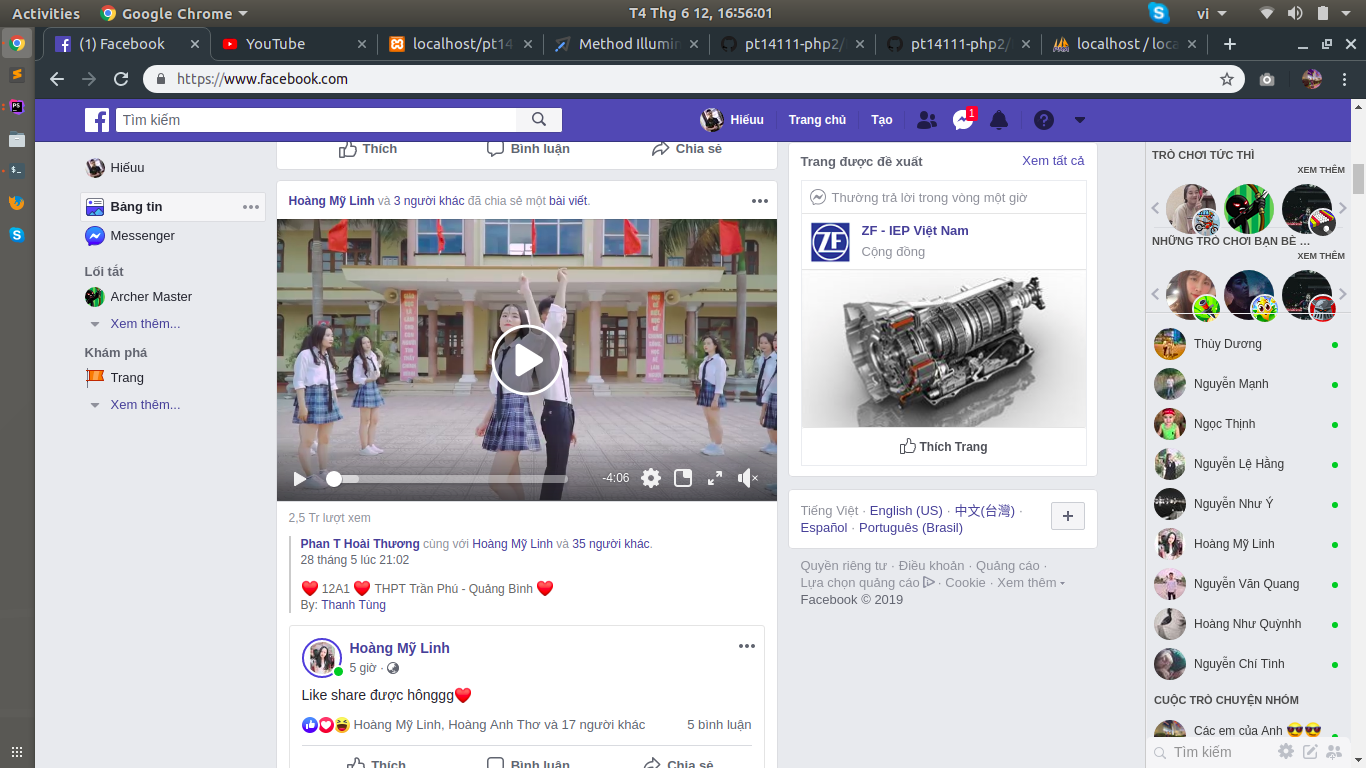 Activities
Google Chrome
T4 Thg 6 12, 16:56:01
vi
(1) Facebook
YouTube
localhost/pt14
Method Illumin
pt14111-php2/
pt14111-php2/
localhost / loca
https://www.facebook.com
Tìm kiếm
Hiếuu
Trang chủ
Tạo
1
Hiếuu
Bảng tin
Messenger
Lối tắt
Archer Master
Xem thêm...
Khám phá
Trang
Xem thêm...
Thích
Bình luận
Chia sẻ
Hoàng Mỹ Linh và 3 người khác đã chia sẻ một bài viết.
-4:06
2,5 Tr lượt xem
Phan T Hoài Thương cùng với Hoàng Mỹ Linh và 35 người khác.
28 tháng 5 lúc 21:02
❤️ 12A1 ❤️ THPT Trần Phú - Quảng Bình ❤️
By: Thanh Tùng
Hoàng Mỹ Linh
5 giờ ·
Like share được hônggg❤️
Hoàng Mỹ Linh, Hoàng Anh Thơ và 17 người khác
5 bình luận
Thích
Bình luận
Chia sẻ
Trang được đề xuất
Xem tất cả
Thường trả lời trong vòng một giờ
ZF
ZF - IEP Việt Nam
Cộng đồng
Thích Trang
Tiếng Việt · English (US) · 中文(台灣) ·
Español · Português (Brasil)
Quyền riêng tư · Điều khoản · Quảng cáo ·
Lựa chọn quảng cáo · Cookie · Xem thêm
Facebook © 2019
TRÒ CHƠI TỨC THÌ
XEM THÊM
NHỮNG TRÒ CHƠI BẠN BÈ ...
XEM THÊM
Thùy Dương
Nguyễn Mạnh
Ngọc Thịnh
Nguyễn Lệ Hằng
Nguyễn Như Ý
Hoàng Mỹ Linh
Nguyễn Văn Quang
Hoàng Như Quỳnhh
Nguyễn Chí Tình
CUỘC TRÒ CHUYỆN NHÓM
Các em của Anh 😎😎
Tìm kiếm